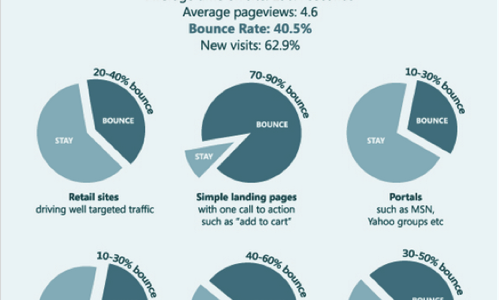 Average pageviews: 4.6
Bounce Rate: 40.5%
New visits: 62.9%
20-40% bounce
BOUNCE
STAY
Retail sites
driving well targeted traffic
70-90% bounce
BOUNCE
STAY
Simple landing pages
with one call to action
such as "add to cart"
10-30% bounce
BOUNCE
STAY
Portals
such as MSN,
Yahoo groups etc
10-30% bounce
40-60% bounce
30-50% bounce
BOUNCE